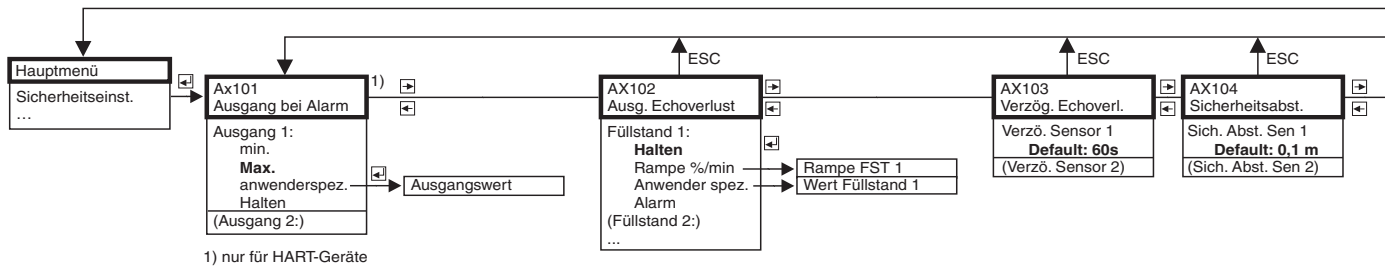 Hauptmenü
Sicherheitseinst.
…
Ax101
Ausgang bei Alarm
1)
Ausgang 1:
min.
Max.
anwenderspez.
Halten
(Ausgang 2:)
Ausgangswert
1) nur für HART-Geräte
ESC
AX102
Ausg. Echoverlust
Füllstand 1:
Halten
Rampe %/min
Anwender spez.
Alarm
(Füllstand 2:)
...
Rampe FST 1
Wert Füllstand 1
ESC
AX103
Verzög. Echoverl.
Verzö. Sensor 1
Default: 60s
(Verzö. Sensor 2)
ESC
AX104
Sicherheitsabst.
Sich. Abst. Sen 1
Default: 0,1 m
(Sich. Abst. Sen 2)